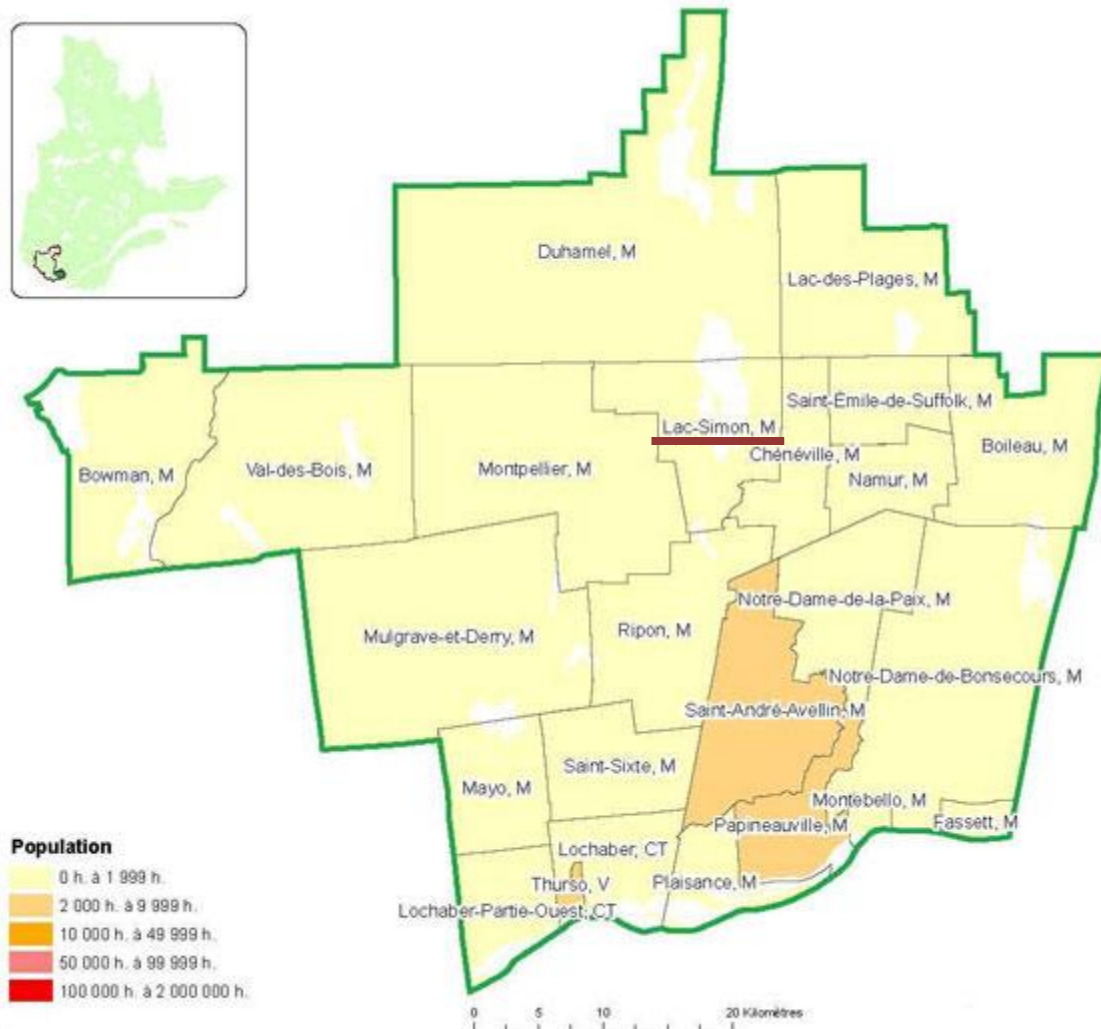 Duhamel, M
Lac-des-Plages, M
Saint-Émile-de-Suffolk, M
Lac-Simon, M
Boileau, M
Chénéville, M
Bowman, M
Val-des-Bois, M
Montpellier, M
Namur, M
Notre-Dame-de-la-Paix, M
Mulgrave-et-Derry, M
Ripon, M
Notre-Dame-de-Bonsecours, M
Saint-André-Avellin, M
Saint-Sixte, M
Mayo, M
Montebello, M
Papineauville, M
Fassett, M
Lochaber, CT
Thurso, V
Plaisance, M
Lochaber-Partie-Ouest, CT
Population
0 h. à 1 999 h.
2 000 h. à 9 999 h.
10 000 h. à 49 999 h.
50 000 h. à 99 999 h.
100 000 h. à 2 000 000 h.
0 5 10 20 Kilomètres